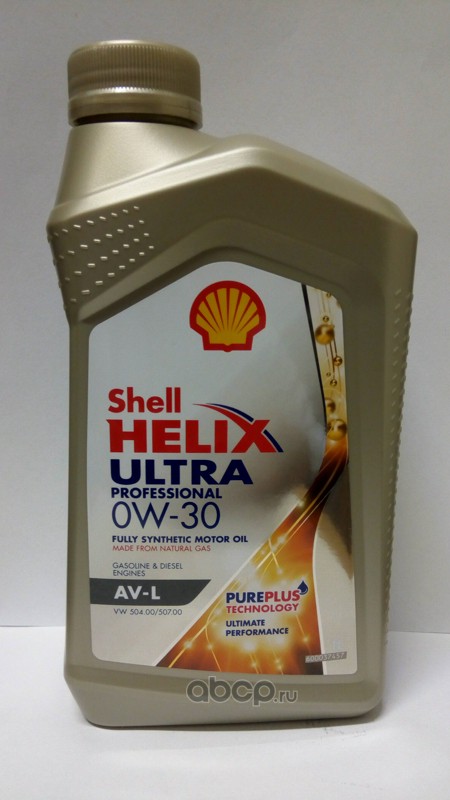 Shell
HELIX
ULTRA
PROFESSIONAL
0W-30
FULLY SYNTHETIC MOTOR OIL
MADE FROM NATURAL GAS
GASOLINE & DIESEL
ENGINES
AV-L
VW 504.00/507.00
PUREPLUS
TECHNOLOGY
ULTIMATE
PERFORMANCE
abcp.ru